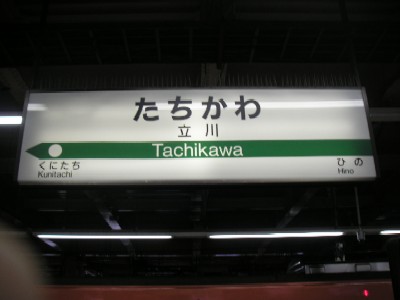 たちかわ
立川
Tachikawa
くにたち
Kunitachi
ひの
Hino